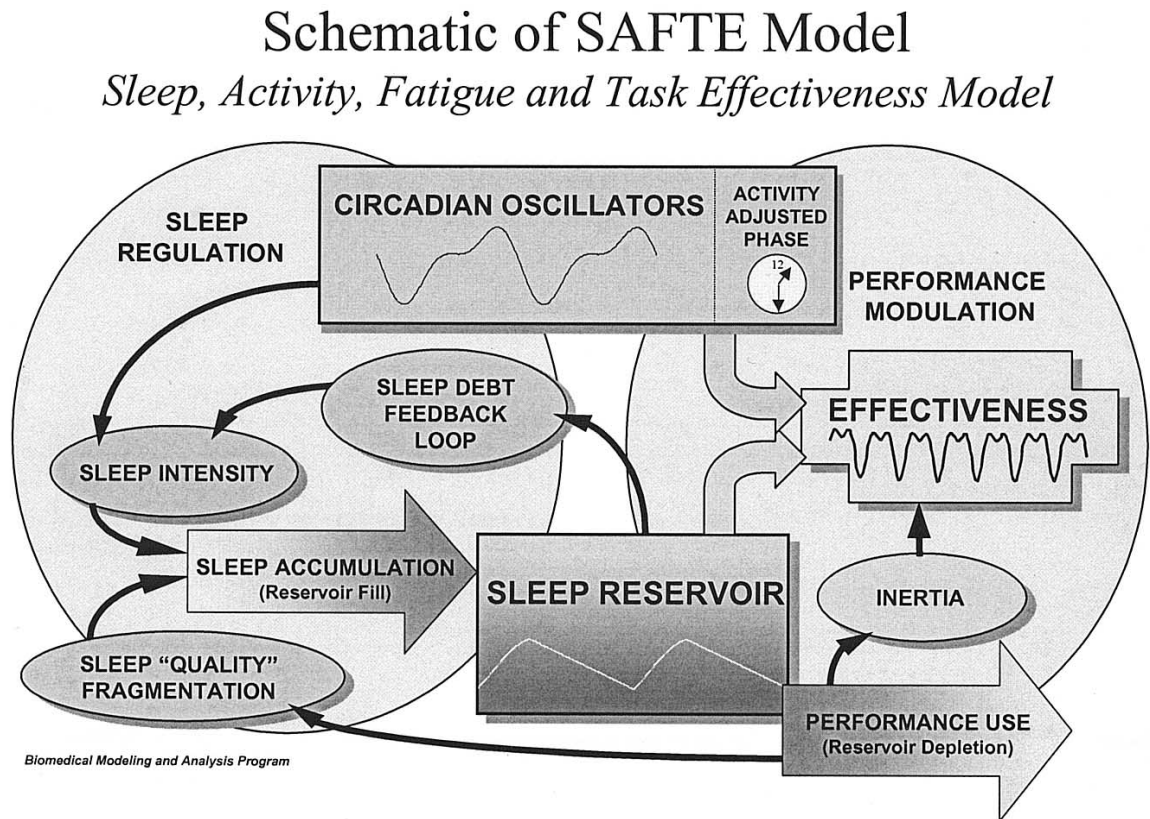 Schematic of SAFTE Model
Sleep, Activity, Fatigue and Task Effectiveness Model
SLEEP
REGULATION
CIRCADIAN OSCILLATORS
ACTIVITY
ADJUSTED
PHASE
12
PERFORMANCE
MODULATION
SLEEP DEBT
FEEDBACK
LOOP
EFFECTIVENESS
SLEEP INTENSITY
SLEEP ACCUMULATION
(Reservoir Fill)
SLEEP RESERVOIR
INERTIA
SLEEP “QUALITY”
FRAGMENTATION
PERFORMANCE USE
(Reservoir Depletion)
Biomedical Modeling and Analysis Program